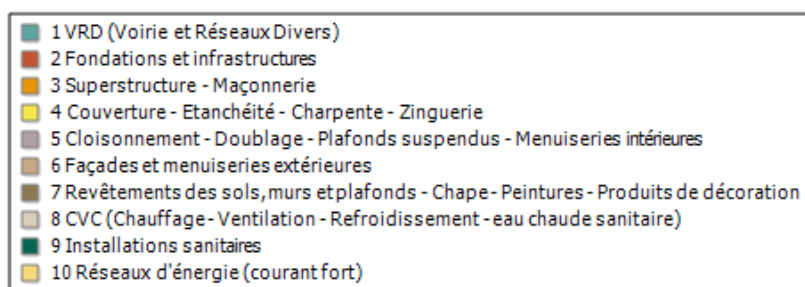 1 VRD (Voirie et Réseaux Divers)
2 Fondations et infrastructures
3 Superstructure - Maçonnerie
4 Couverture - Etanchéité - Charpente - Zinguerie
5 Cloisonnement - Doublage - Plafonds suspendus - Menuiseries intérieures
6 Façades et menuiseries extérieures
7 Revêtements des sols, murs et plafonds - Chape - Peintures - Produits de décoration
8 CVC (Chauffage - Ventilation - Refroidissement - eau chaude sanitaire)
9 Installations sanitaires
10 Réseaux d'énergie (courant fort)